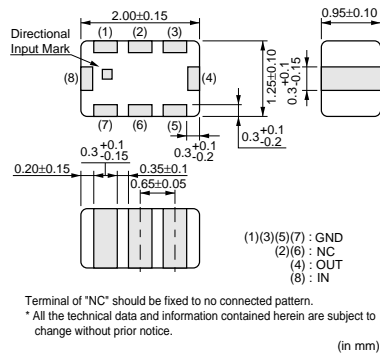 2.00±0.15
0.95±0.10
Directional
Input Mark
(1) (2) (3)
(8)
(4)
(7) (6) (5)
1.25±0.10
0.3+0.1-0.15
0.3+0.1-0.2
0.3+0.1-0.2
0.3+0.1-0.15
0.20±0.15
0.35±0.1
0.65±0.05
(1)(3)(5)(7) : GND
(2)(6) : NC
(4) : OUT
(8) : IN
Terminal of "NC" should be fixed to no connected pattern.
* All the technical data and information contained herein are subject to
change without prior notice.
(in mm)